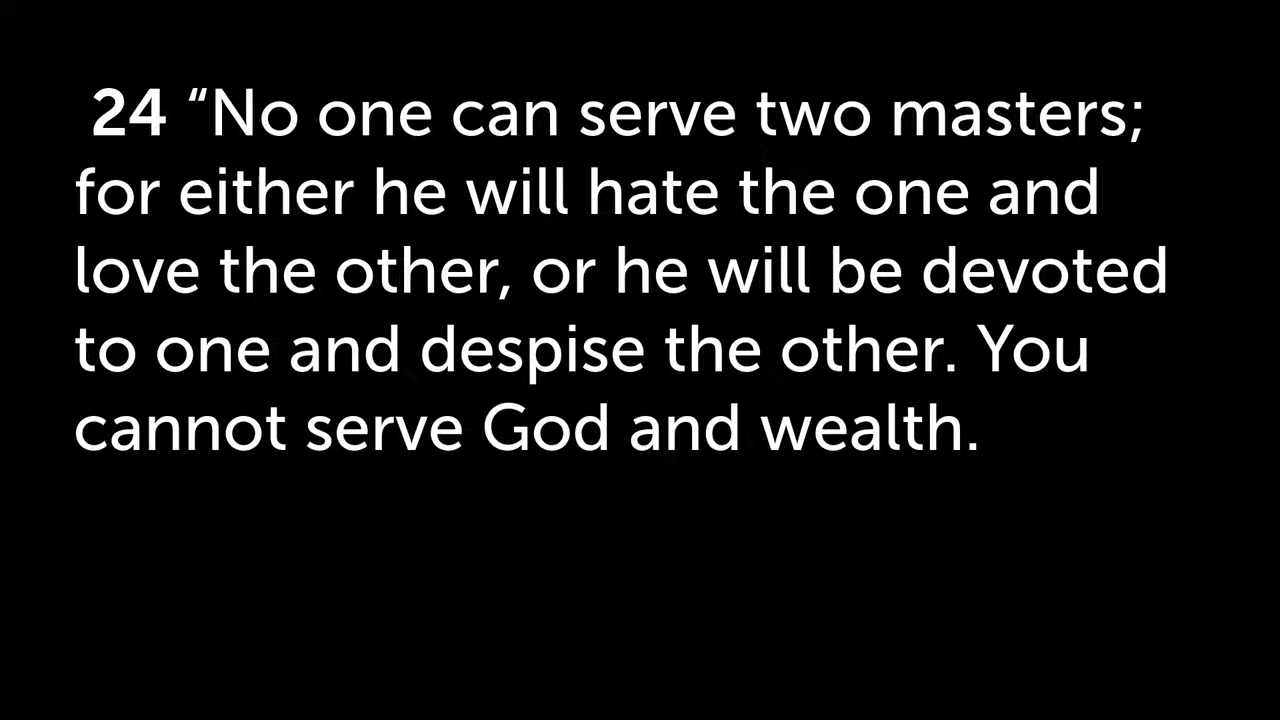 24 “No one can serve two masters;
for either he will hate the one and
love the other, or he will be devoted
to one and despise the other. You
cannot serve God and wealth.